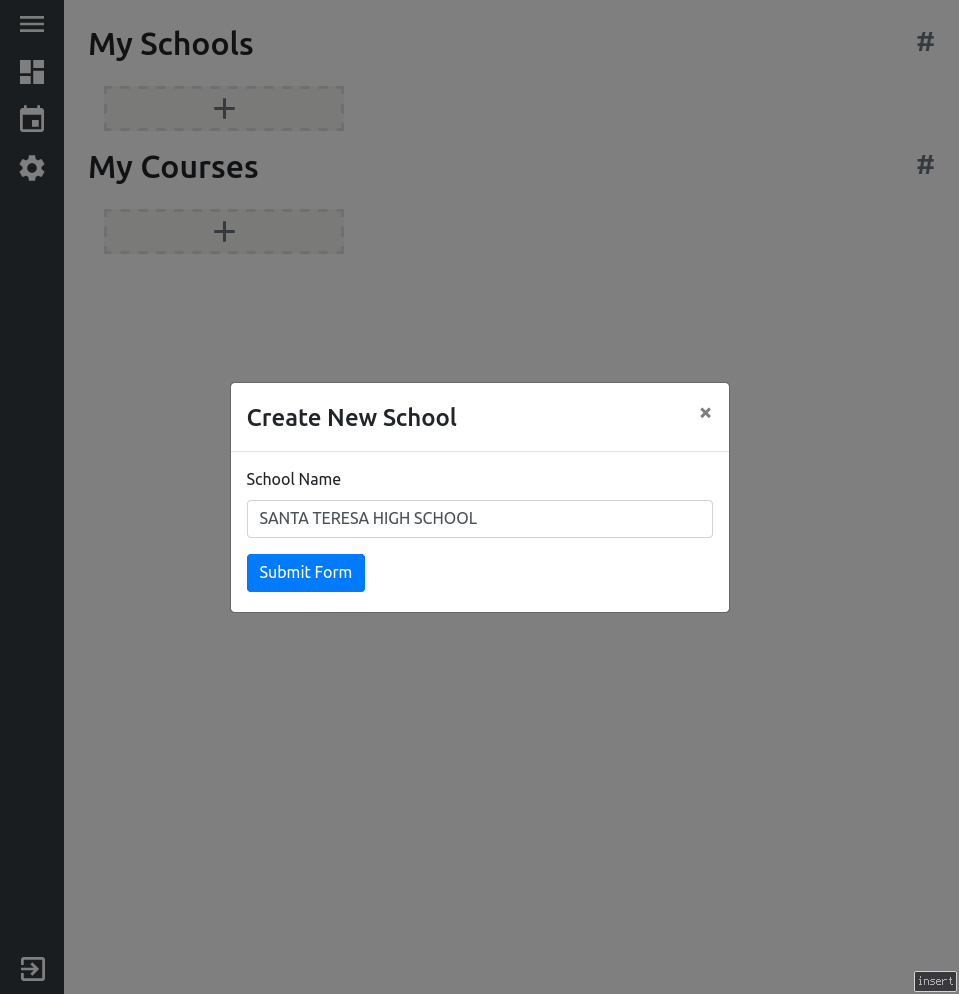 My Schools
#
+
My Courses
#
+
Create New School
×
School Name
SANTA TERESA HIGH SCHOOL
Submit Form
insert